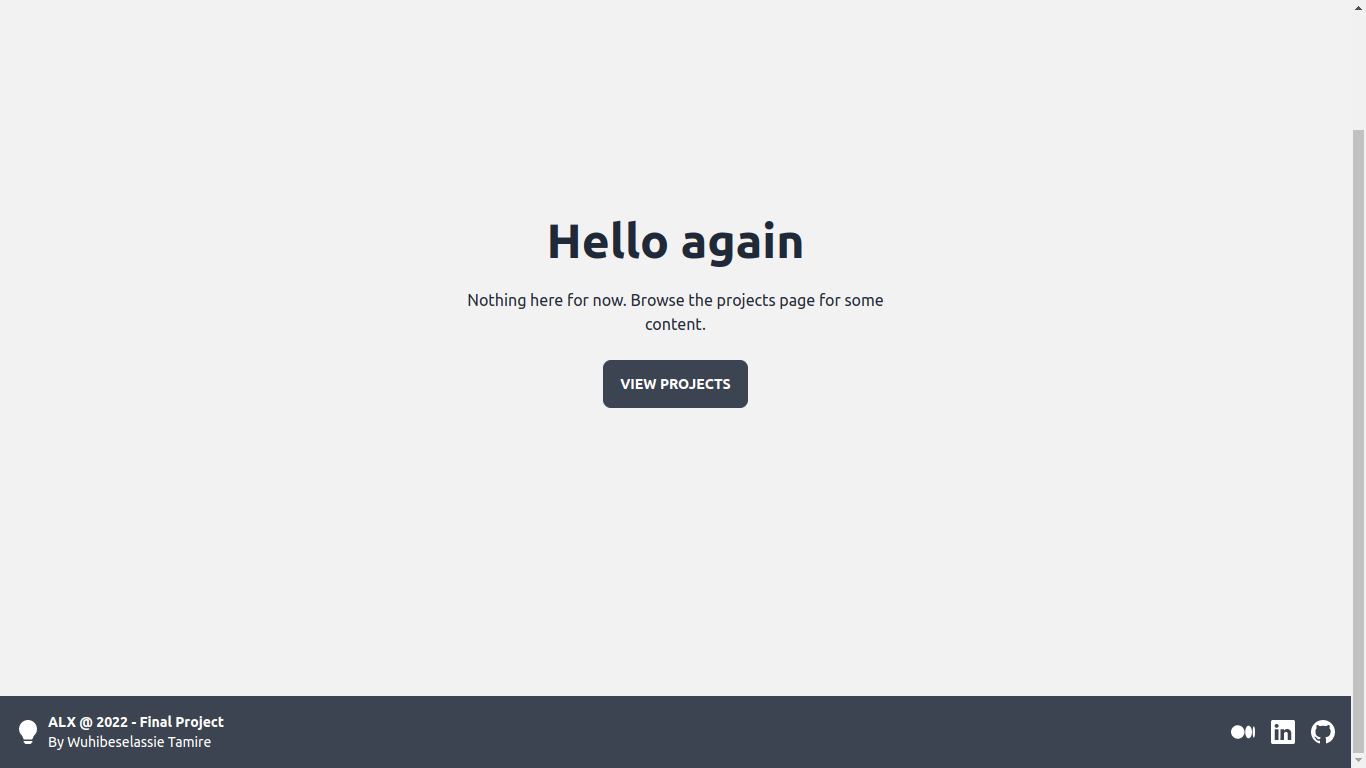 Hello again
Nothing here for now. Browse the projects page for some
content.
VIEW PROJECTS
ALX @ 2022 - Final Project
By Wuhibeselassie Tamire
in